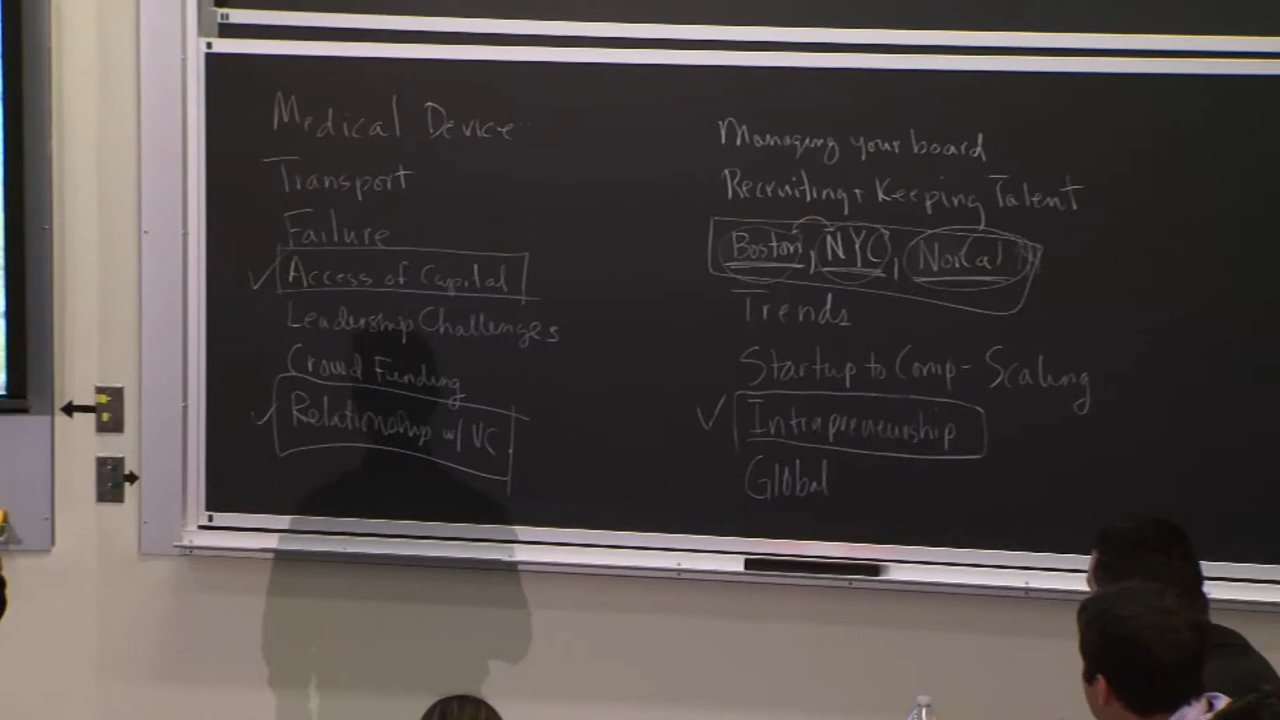 Medical Device
Transport
Failure
✓ Access of Capital
Leadership Challenges
Crowd Funding
✓ Relationship w/ VC
Managing your board
Recruiting + Keeping Talent
Boston, NYC, NorCal
Trends
Startup to Comp - Scaling
✓ Intrapreneurship
Global